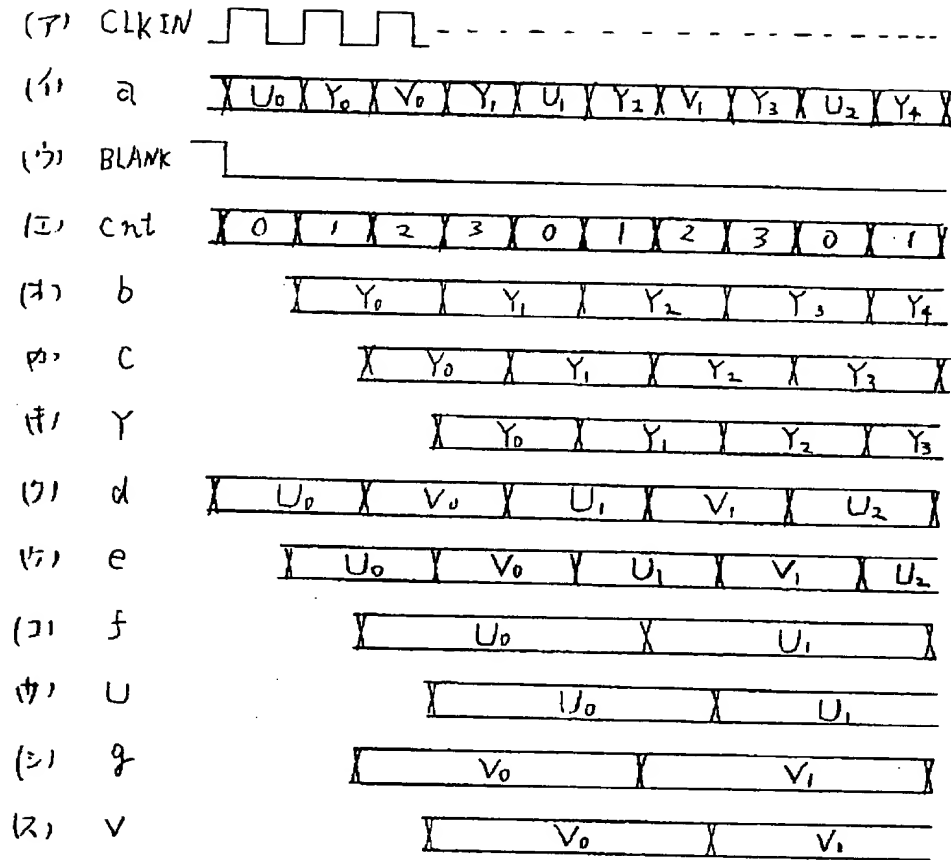 (ア) CLK IN
(イ) a U₀ Y₀ V₀ Y₁ U₁ Y₂ V₁ Y₃ U₂ Y₄
(ウ) BLANK
(エ) cnt 0 1 2 3 0 1 2 3 0 1
(オ) b Y₀ Y₁ Y₂ Y₃ Y₄
(カ) c Y₀ Y₁ Y₂ Y₃
(キ) Y Y₀ Y₁ Y₂ Y₃
(ク) d U₀ V₀ U₁ V₁ U₂
(ケ) e U₀ V₀ U₁ V₁ U₂
(コ) f U₀ U₁
(サ) U U₀ U₁
(シ) g V₀ V₁
(ス) V V₀ V₁